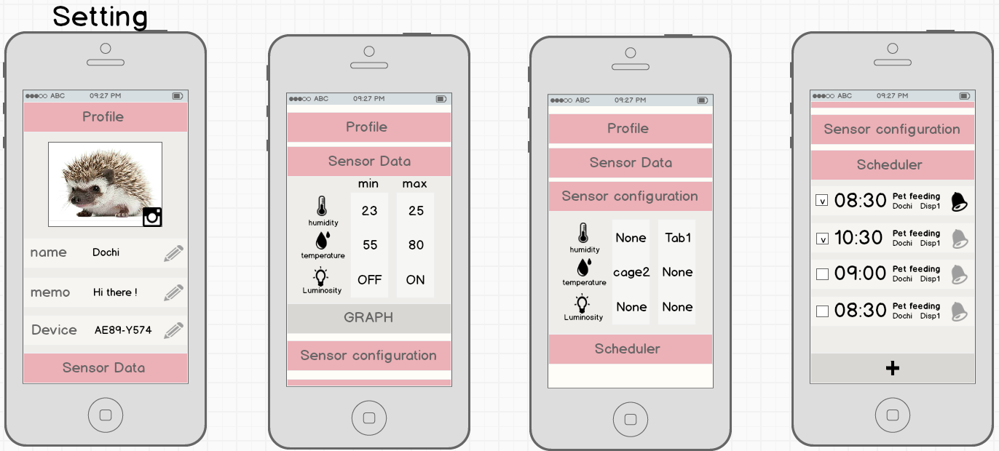 Setting
ABC 09:27 PM
Profile
name Dochi
memo Hi there !
Device AE89-Y574
Sensor Data
ABC 09:27 PM
Profile
Sensor Data
min max
humidity 23 25
temperature 55 80
Luminosity OFF ON
GRAPH
Sensor configuration
ABC 09:27 PM
Profile
Sensor Data
Sensor configuration
humidity None Tab1
temperature cage2 None
Luminosity None None
Scheduler
ABC 09:27 PM
Sensor configuration
Scheduler
v 08:30 Pet feeding
Dochi Disp1
v 10:30 Pet feeding
Dochi Disp1
09:00 Pet feeding
Dochi Disp1
08:30 Pet feeding
Dochi Disp1
+